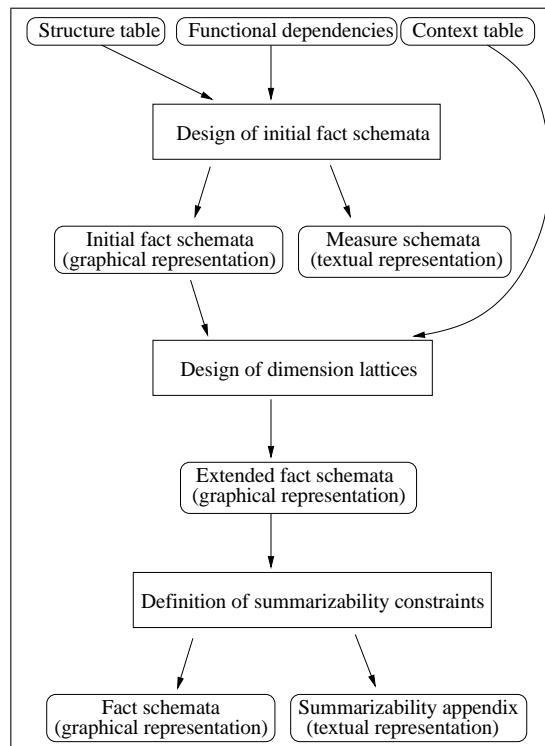 Structure table
Functional dependencies
Context table
Design of initial fact schemata
Initial fact schemata
(graphical representation)
Measure schemata
(textual representation)
Design of dimension lattices
Extended fact schemata
(graphical representation)
Definition of summarizability constraints
Fact schemata
(graphical representation)
Summarizability appendix
(textual representation)